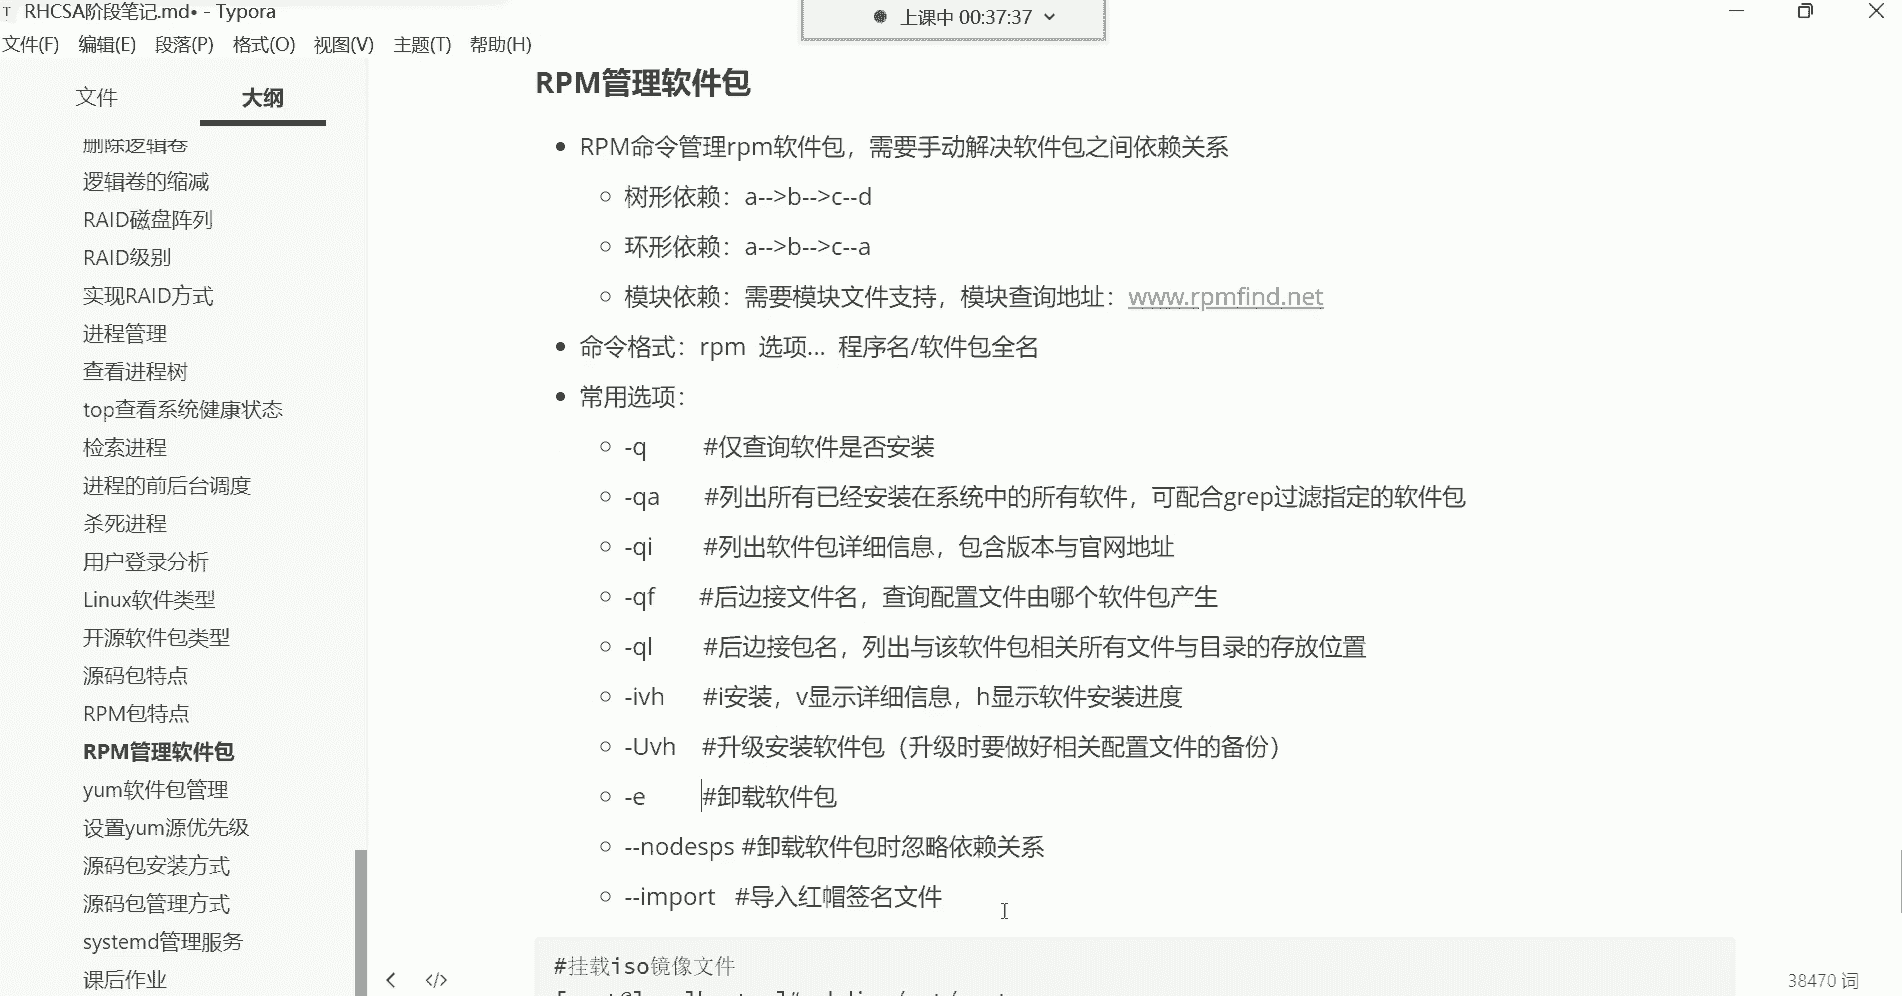 T RHCSA阶段笔记.md• - Typora
上课中 00:37:37
文件(F) 编辑(E) 段落(P) 格式(O) 视图(V) 主题(T) 帮助(H)
文件 大纲
删除逻辑卷
逻辑卷的缩减
RAID磁盘阵列
RAID级别
实现RAID方式
进程管理
查看进程树
top查看系统健康状态
检索进程
进程的前后台调度
杀死进程
用户登录分析
Linux软件类型
开源软件包类型
源码包特点
RPM包特点
RPM管理软件包
yum软件包管理
设置yum源优先级
源码包安装方式
源码包管理方式
systemd管理服务
课后作业
RPM管理软件包
RPM命令管理rpm软件包，需要手动解决软件包之间依赖关系
树形依赖：a-->b-->c--d
环形依赖：a-->b-->c--a
模块依赖：需要模块文件支持，模块查询地址：www.rpmfind.net
命令格式：rpm 选项... 程序名/软件包全名
常用选项：
-q #仅查询软件是否安装
-qa #列出所有已经安装在系统中的所有软件，可配合grep过滤指定的软件包
-qi #列出软件包详细信息，包含版本与官网地址
-qf #后边接文件名，查询配置文件由哪个软件包产生
-ql #后边接包名，列出与该软件包相关所有文件与目录的存放位置
-ivh #i安装，v显示详细信息，h显示软件安装进度
-Uvh #升级安装软件包（升级时要做好相关配置文件的备份）
-e #卸载软件包
--nodesps #卸载软件包时忽略依赖关系
--import #导入红帽签名文件
#挂载iso镜像文件
</> 38470 词